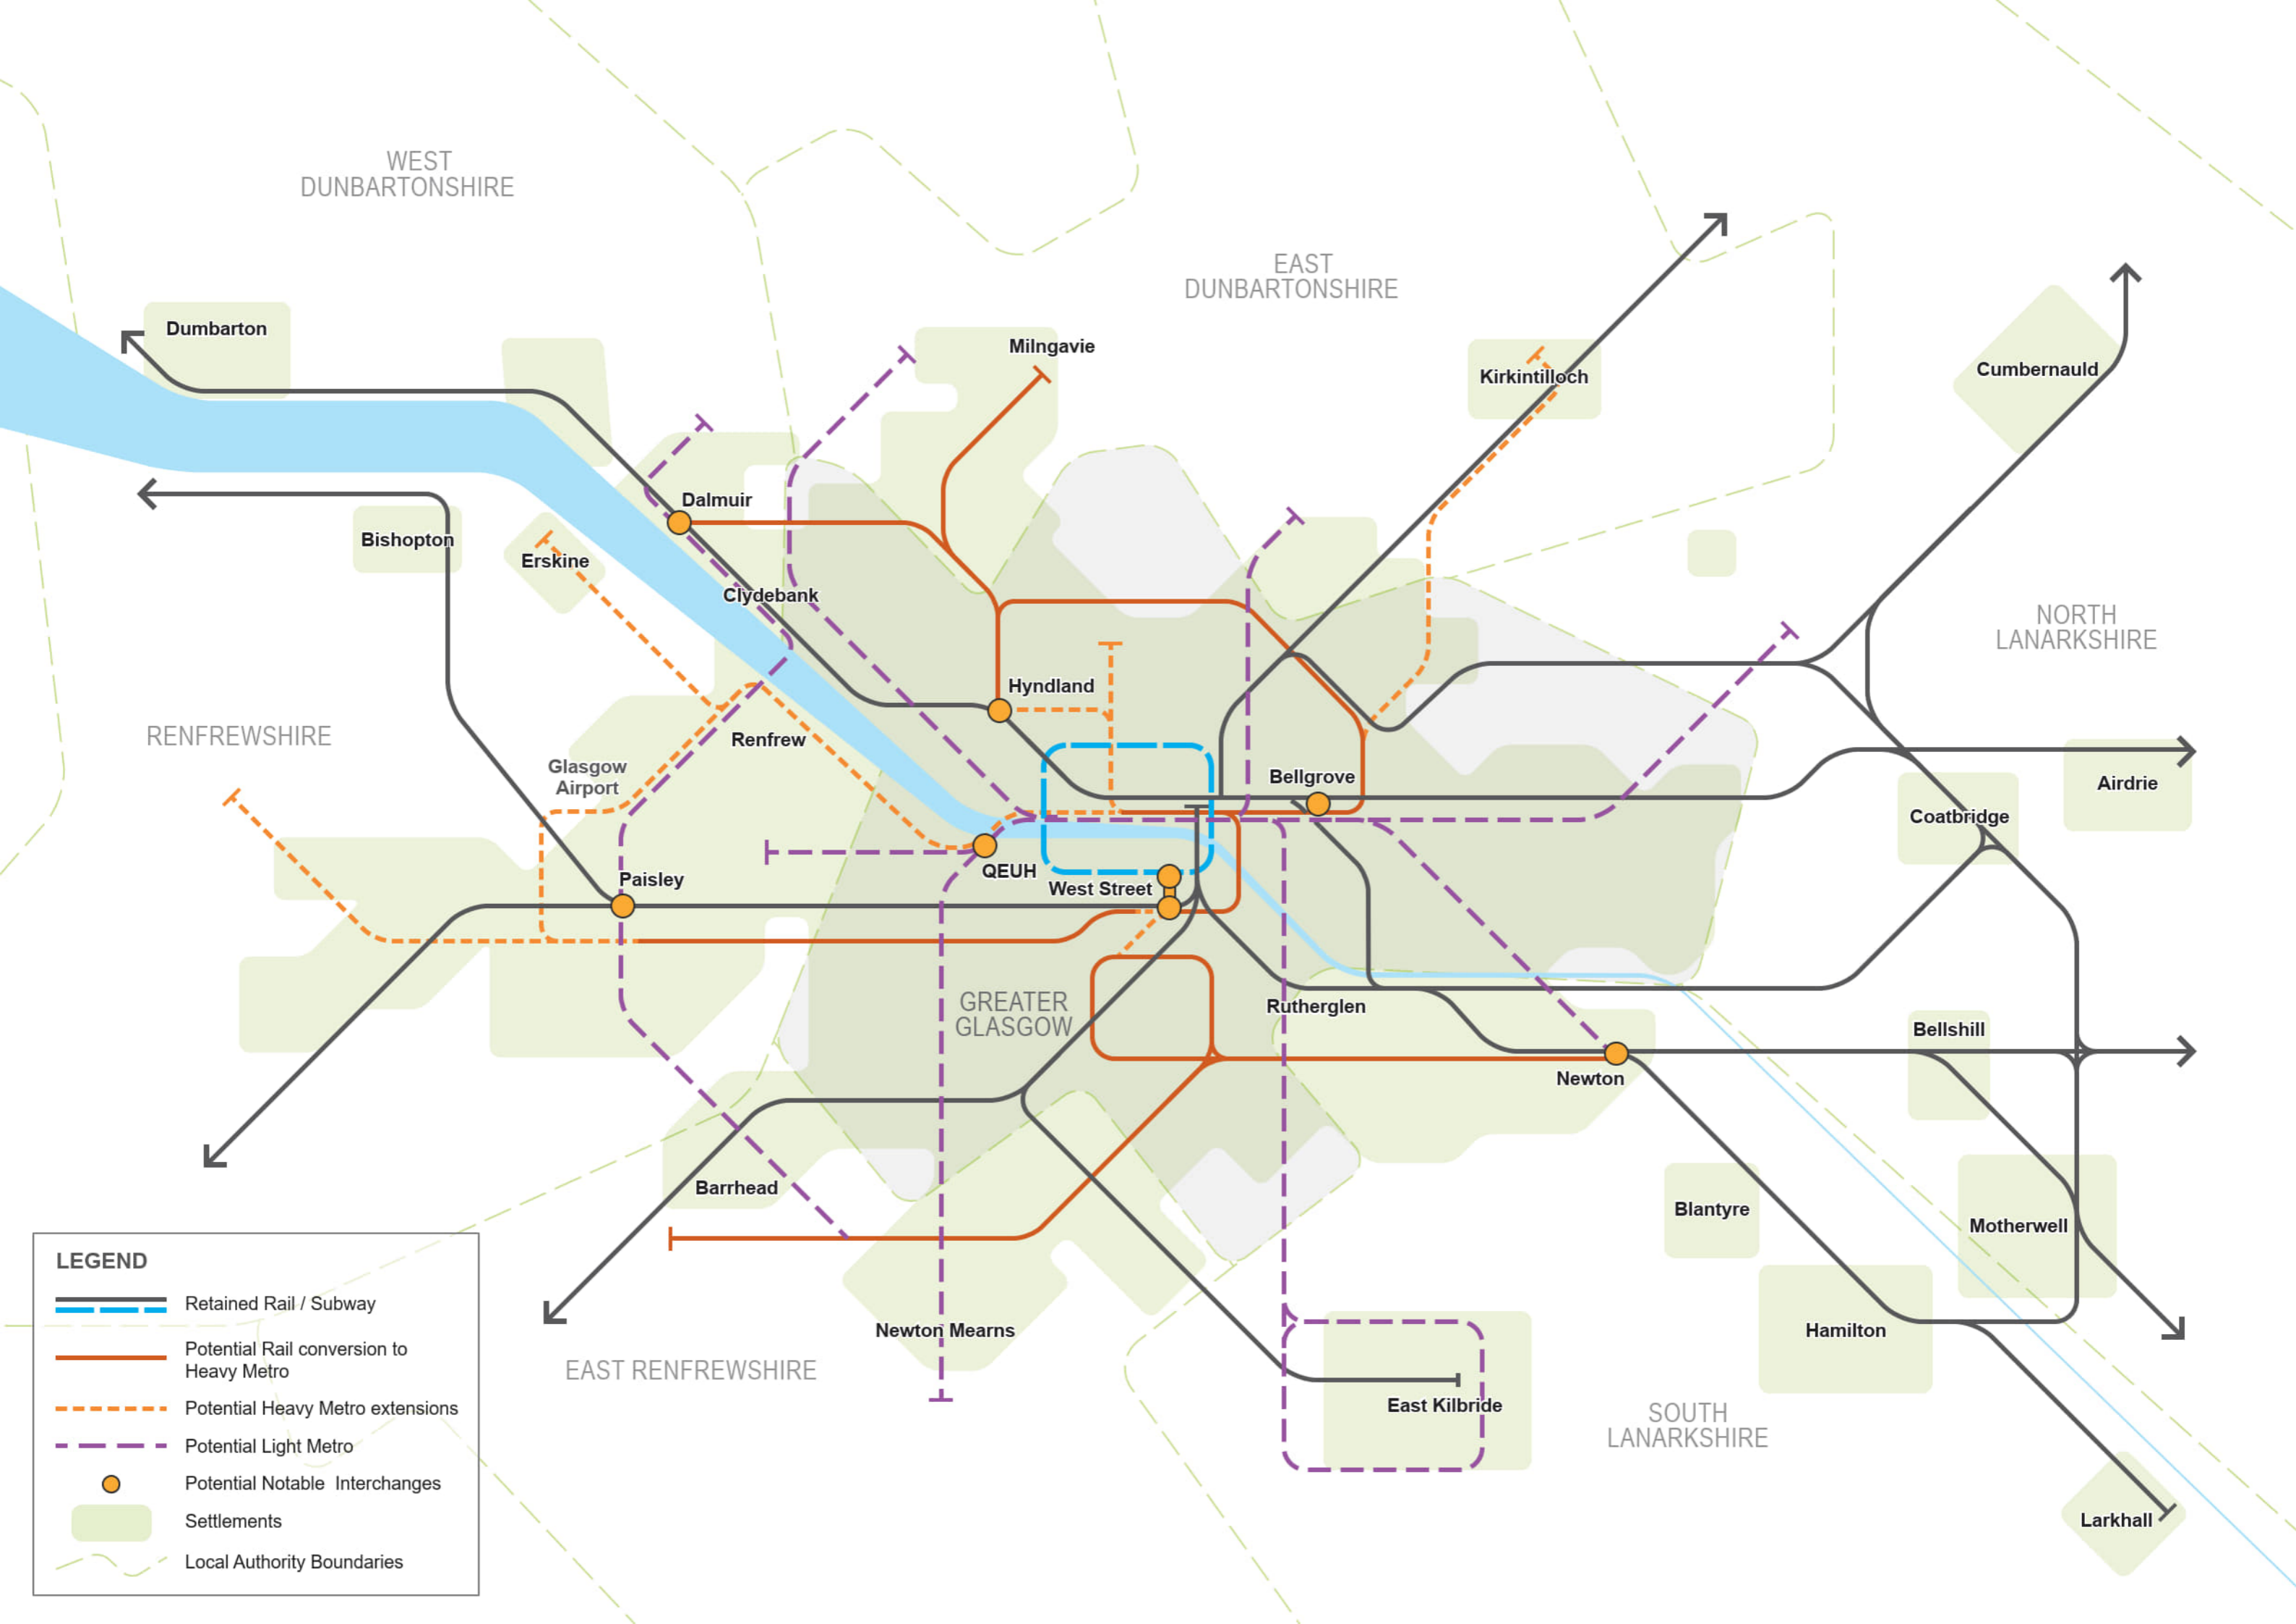 WEST
DUNBARTONSHIRE
EAST
DUNBARTONSHIRE
Dumbarton
Milngavie
Kirkintilloch
Cumbernauld
Dalmuir
Bishopton
Erskine
Clydebank
NORTH
LANARKSHIRE
Hyndland
RENFREWSHIRE
Renfrew
Glasgow
Airport
Bellgrove
Airdrie
Coatbridge
Paisley
QEUH
West Street
GREATER
GLASGOW
Rutherglen
Bellshill
Newton
Barrhead
Blantyre
Motherwell
Newton Mearns
Hamilton
EAST RENFREWSHIRE
East Kilbride
SOUTH
LANARKSHIRE
Larkhall
LEGEND
Retained Rail / Subway
Potential Rail conversion to
Heavy Metro
Potential Heavy Metro extensions
Potential Light Metro
Potential Notable Interchanges
Settlements
Local Authority Boundaries